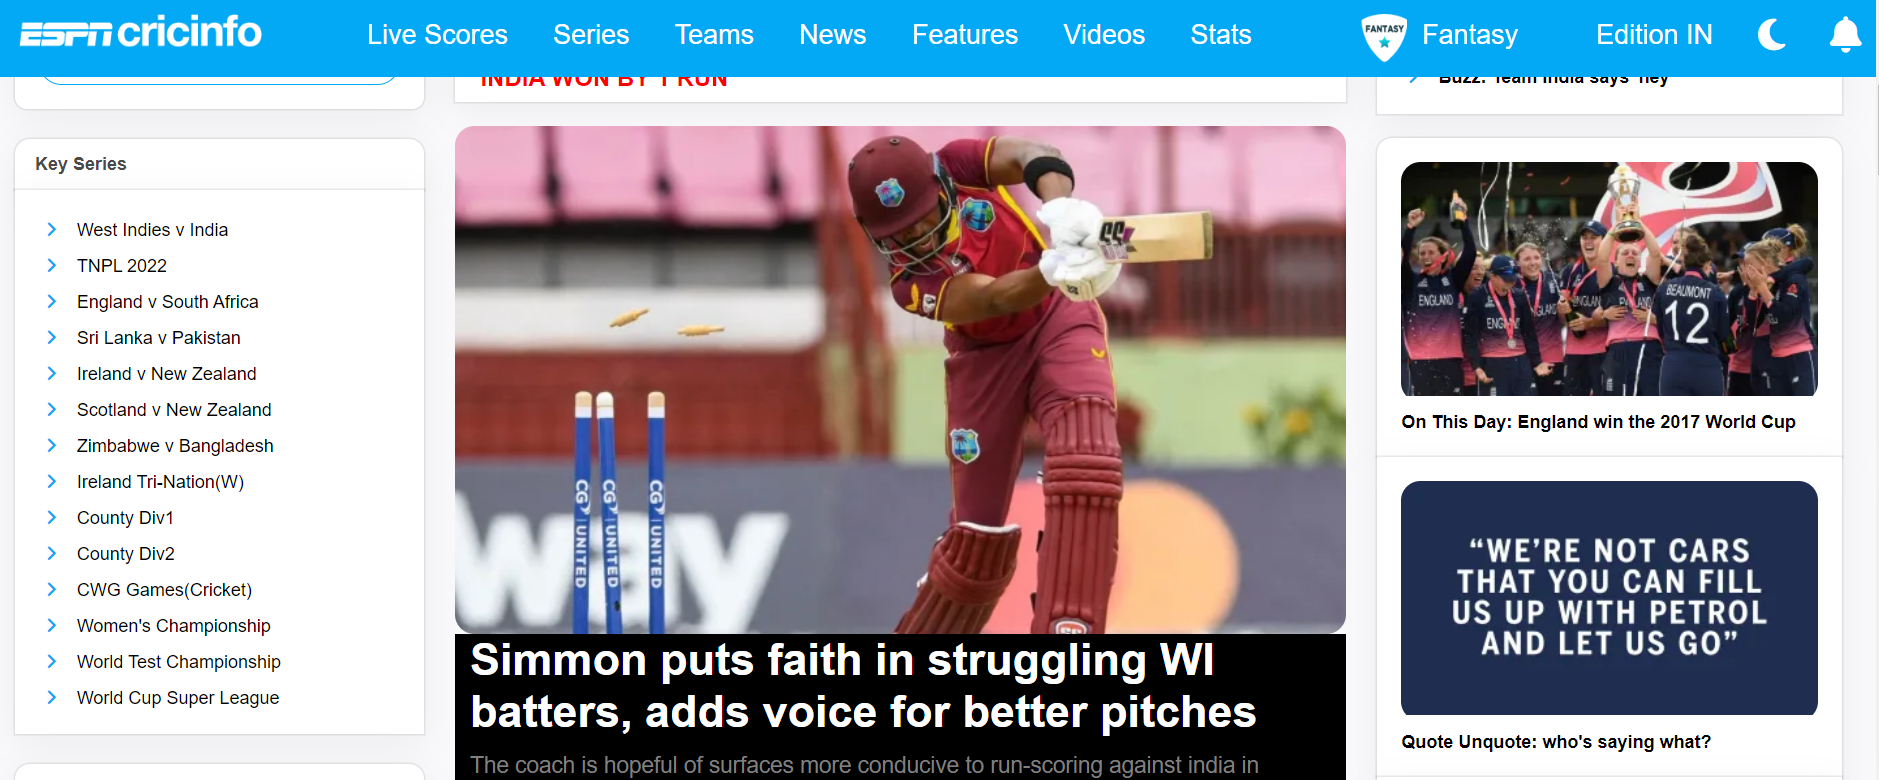 ESPN cricinfo
Live Scores
Series
Teams
News
Features
Videos
Stats
FANTASY
Fantasy
Edition IN
Key Series
West Indies v India
TNPL 2022
England v South Africa
Sri Lanka v Pakistan
Ireland v New Zealand
Scotland v New Zealand
Zimbabwe v Bangladesh
Ireland Tri-Nation(W)
County Div1
County Div2
CWG Games(Cricket)
Women's Championship
World Test Championship
World Cup Super League
INDIA WON BY 1 RUN
SS
way
CG UNITED
CG UNITED
CG UNITED
Simmon puts faith in struggling WI
batters, adds voice for better pitches
The coach is hopeful of surfaces more conducive to run-scoring against india in
Buzz: Team India says 'hey'
ENGLAND
ENGLAND
BEAUMONT
12
On This Day: England win the 2017 World Cup
“WE’RE NOT CARS
THAT YOU CAN FILL
US UP WITH PETROL
AND LET US GO”
Quote Unquote: who's saying what?